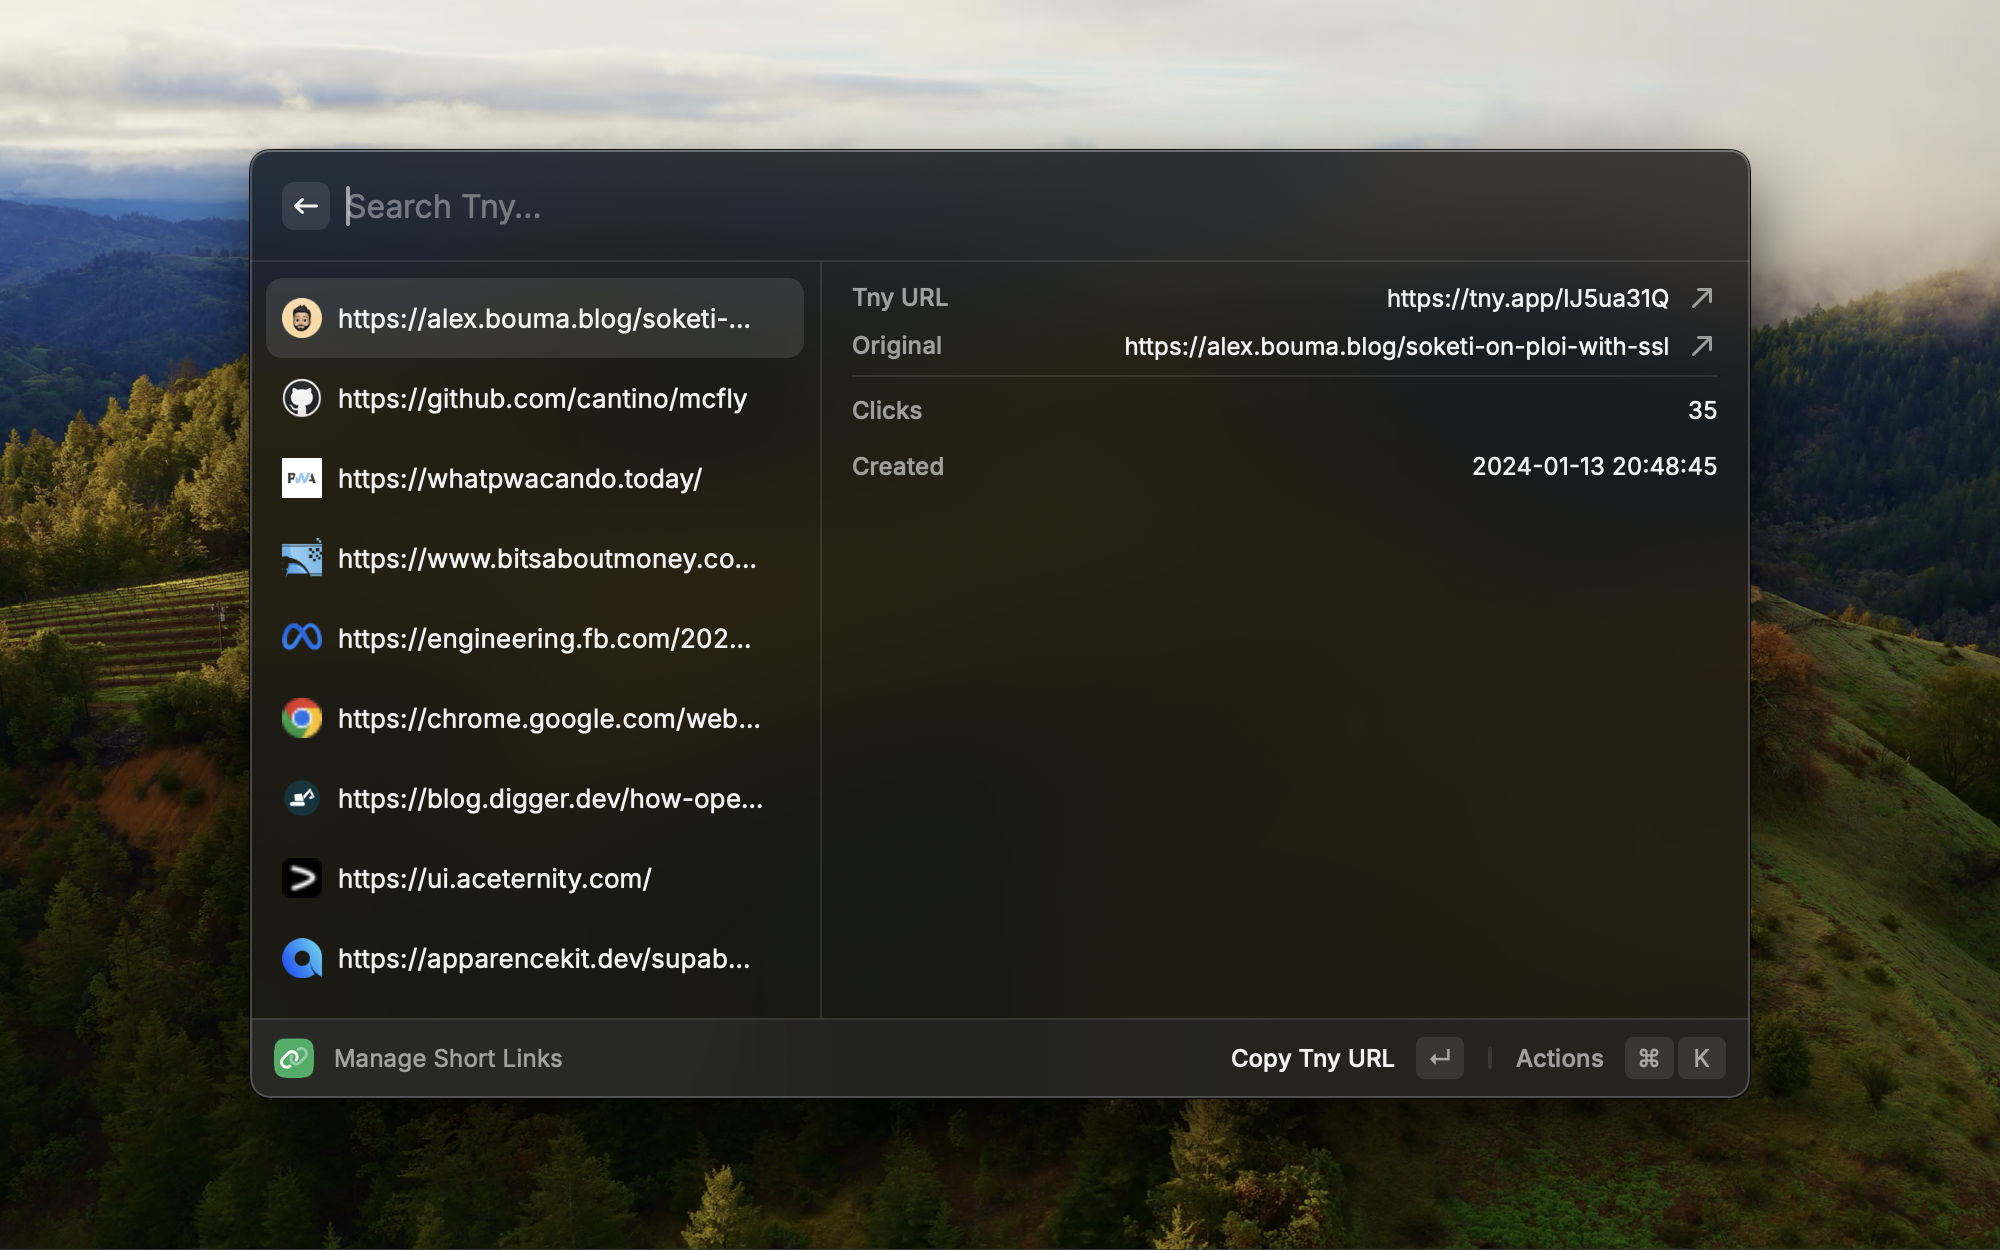 Search Tny...
https://alex.bouma.blog/soketi-...
https://github.com/cantino/mcfly
PWA
https://whatpwacando.today/
https://www.bitsaboutmoney.co...
https://engineering.fb.com/202...
https://chrome.google.com/web...
https://blog.digger.dev/how-ope...
https://ui.aceternity.com/
https://apparencekit.dev/supab...
Tny URL https://tny.app/IJ5ua31Q
Original https://alex.bouma.blog/soketi-on-ploi-with-ssl
Clicks 35
Created 2024-01-13 20:48:45
Manage Short Links
Copy Tny URL ↵ Actions ⌘ K